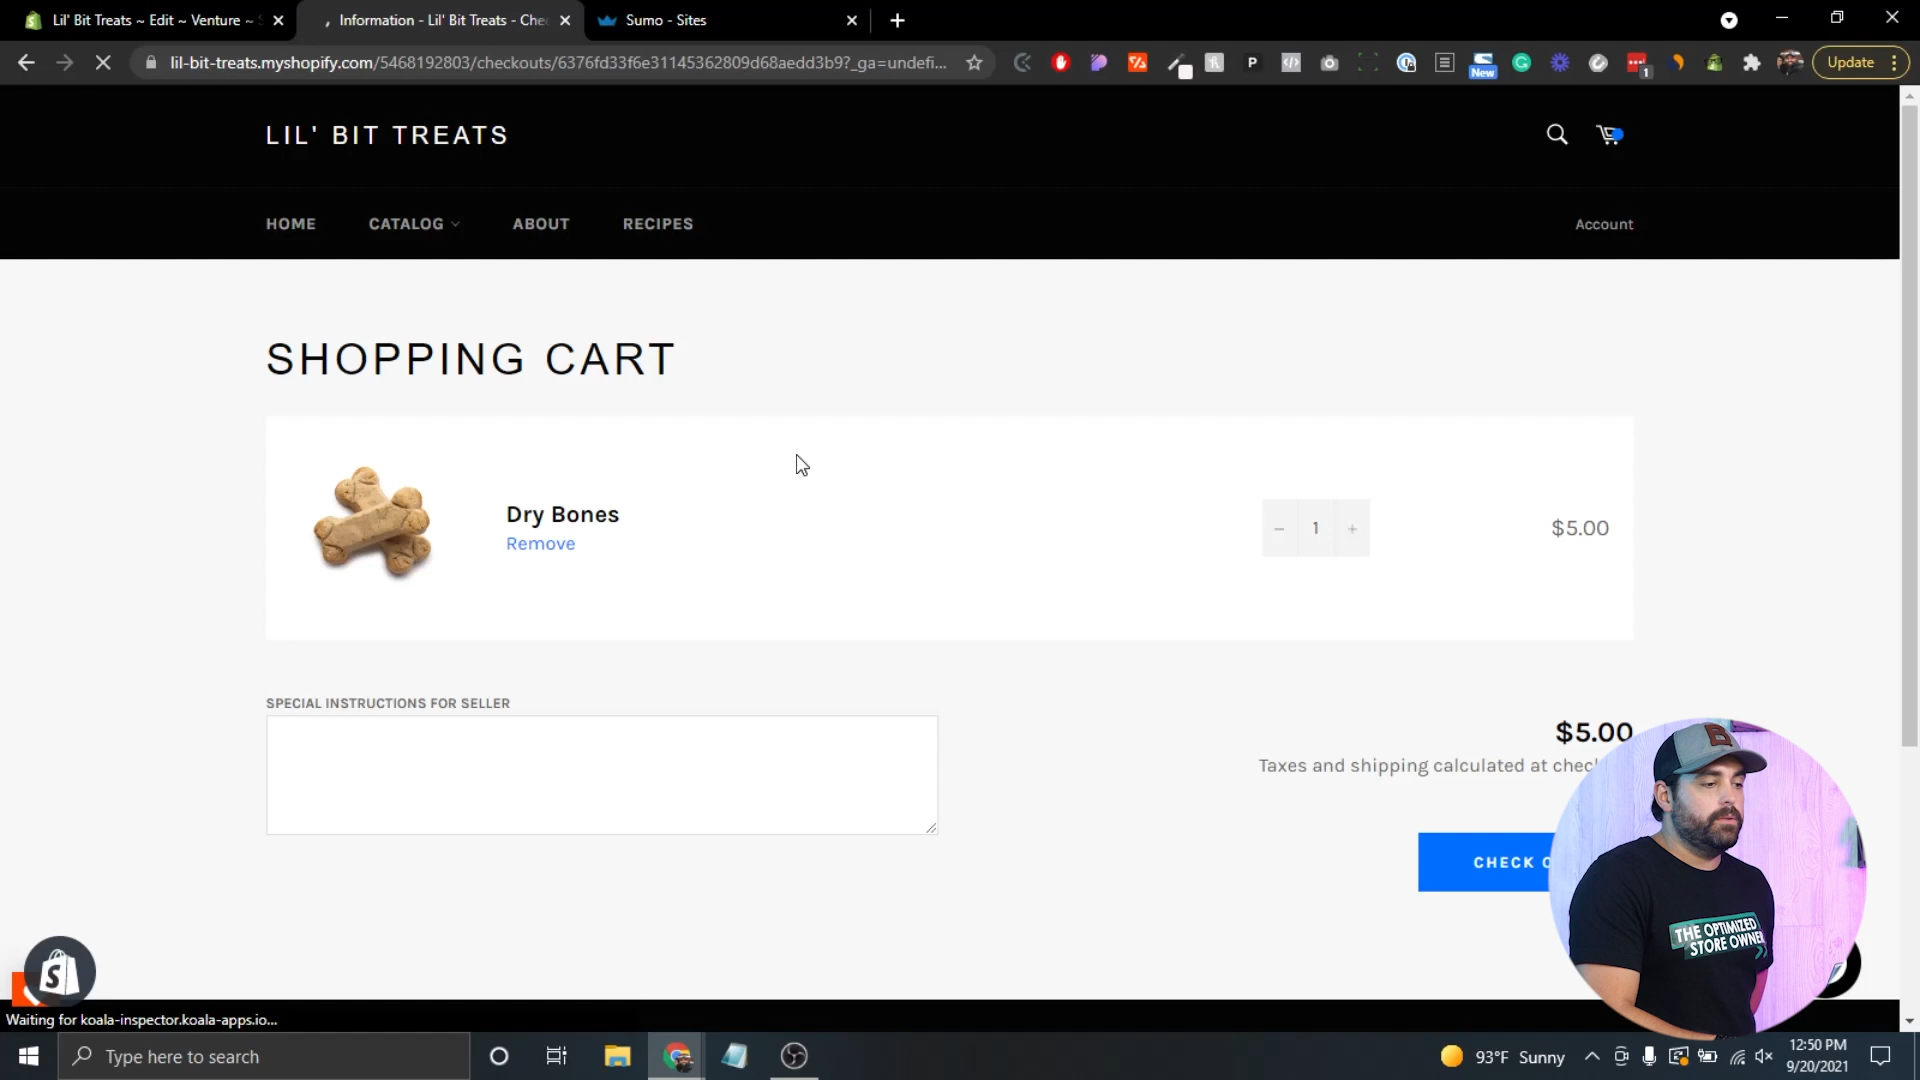 Lil' Bit Treats ~ Edit ~ Venture ~
Information - Lil' Bit Treats - Che
Sumo - Sites
lil-bit-treats.myshopify.com/5468192803/checkouts/6376fd33f6e31145362809d68aedd3b9?_ga=undefi...
New
1
Update
LIL' BIT TREATS
HOME
CATALOG
ABOUT
RECIPES
Account
SHOPPING CART
Dry Bones
Remove
− 1 +
$5.00
SPECIAL INSTRUCTIONS FOR SELLER
$5.00
Taxes and shipping calculated at chec
CHECK
THE OPTIMIZED
STORE OWNER
Waiting for koala-inspector.koala-apps.io...
Type here to search
93°F Sunny
12:50 PM
9/20/2021